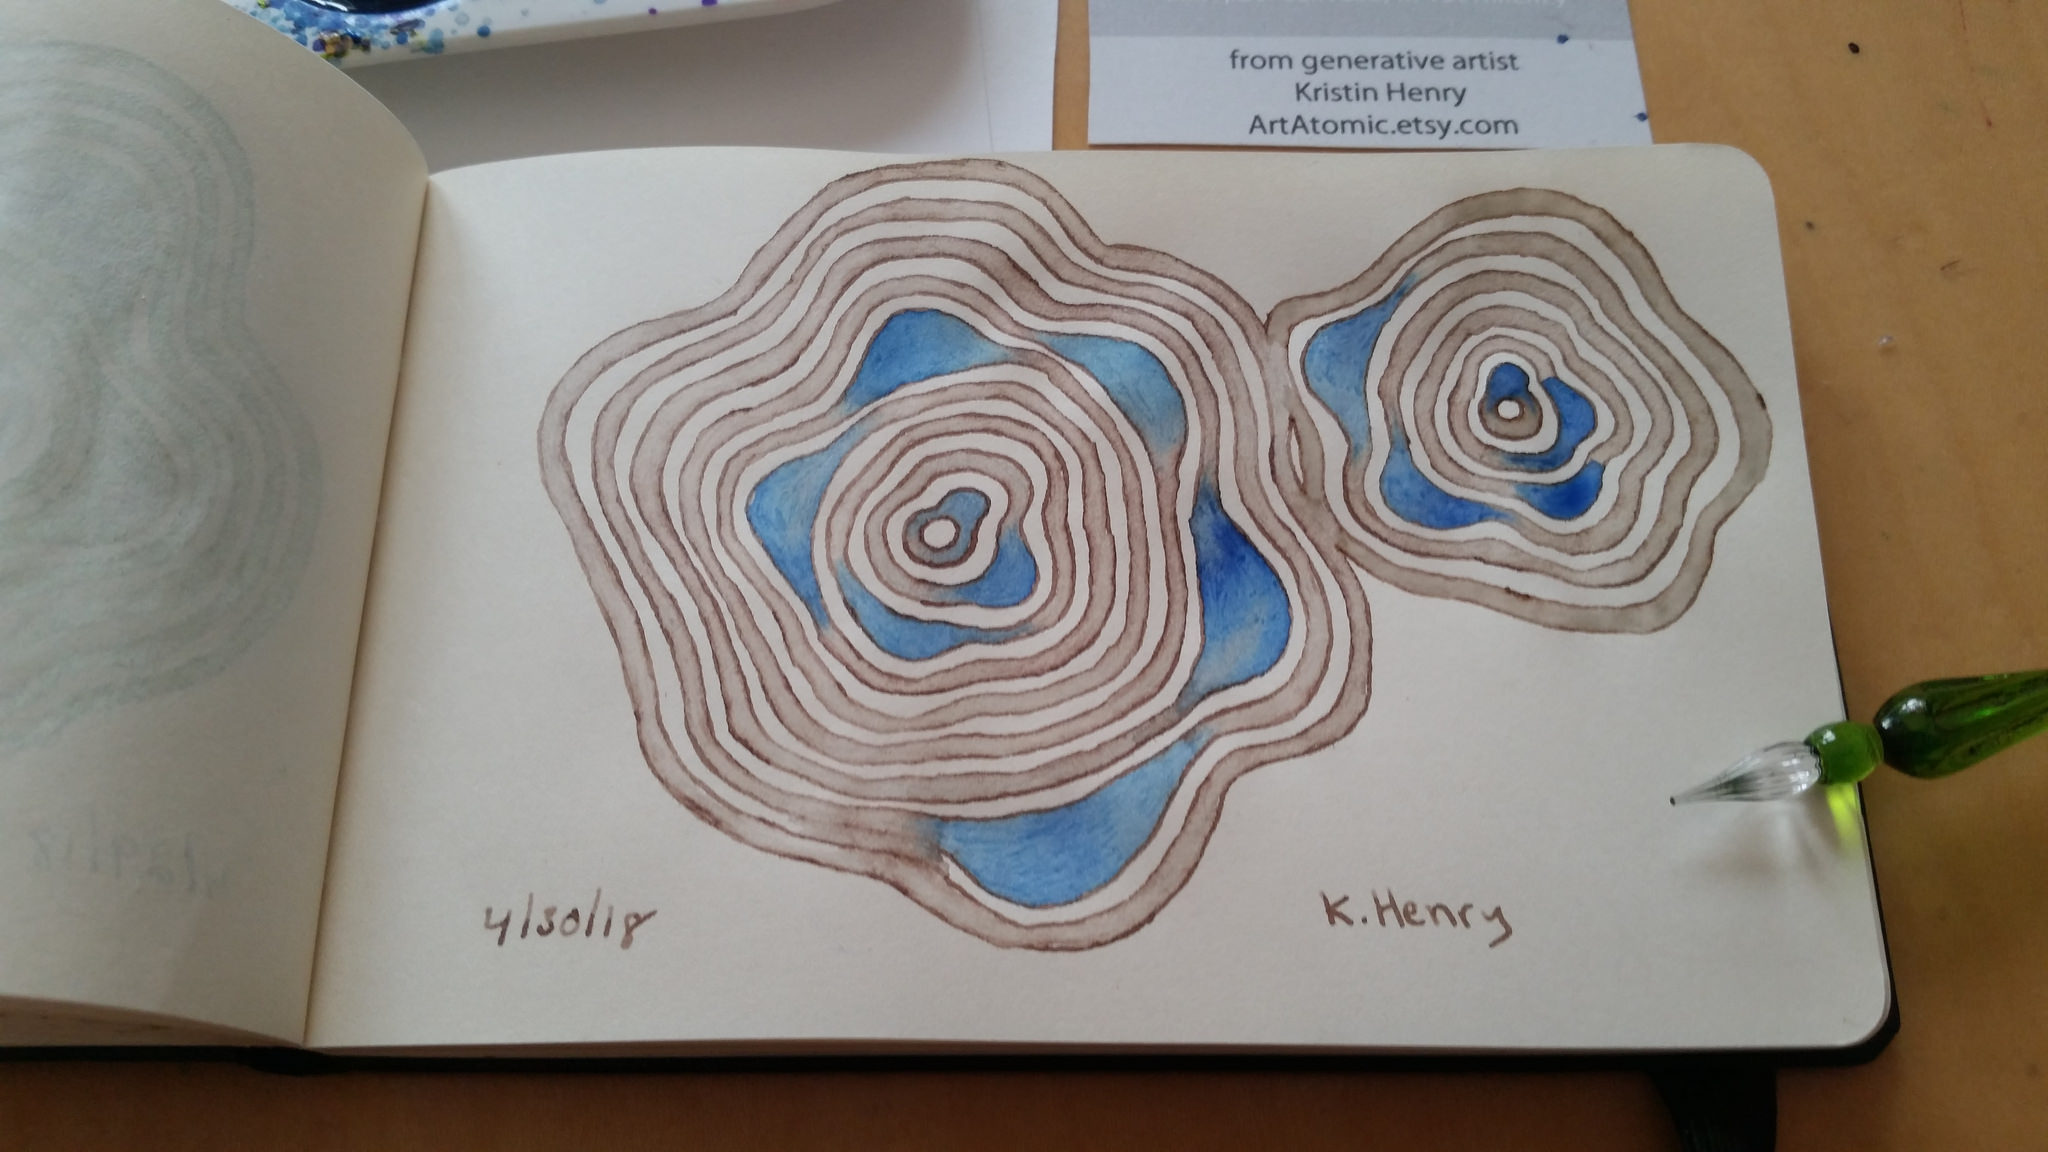 from generative artist
Kristin Henry
ArtAtomic.etsy.com
4/30/18
K.Henry